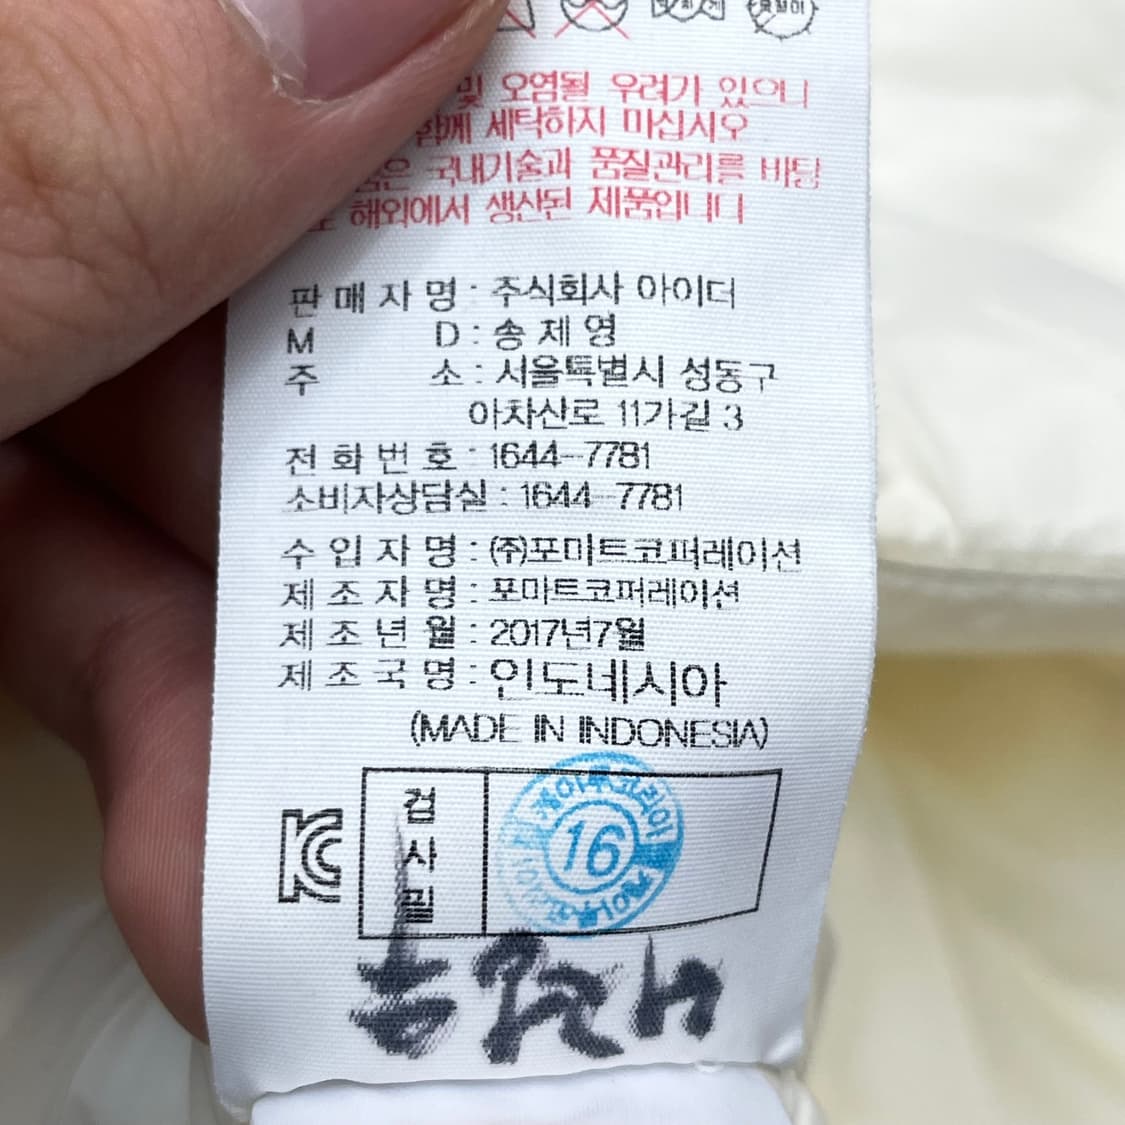 및 오염될 우려가 있으니
함께 세탁하지 마십시오
국내기술과 품질관리를 바탕
해외에서 생산된 제품입니다
판매자명 : 주식회사 아이더
MD : 송제영
주소 : 서울특별시 성동구
아차산로 11가길 3
전화번호 : 1644-7781
소비자상담실 : 1644-7781
수입자명 : (주)포마트코퍼레이션
제조자명 : 포마트코퍼레이션
제조년월 : 2017년7월
제조국명 : 인도네시아
(MADE IN INDONESIA)
KC
검사필
16